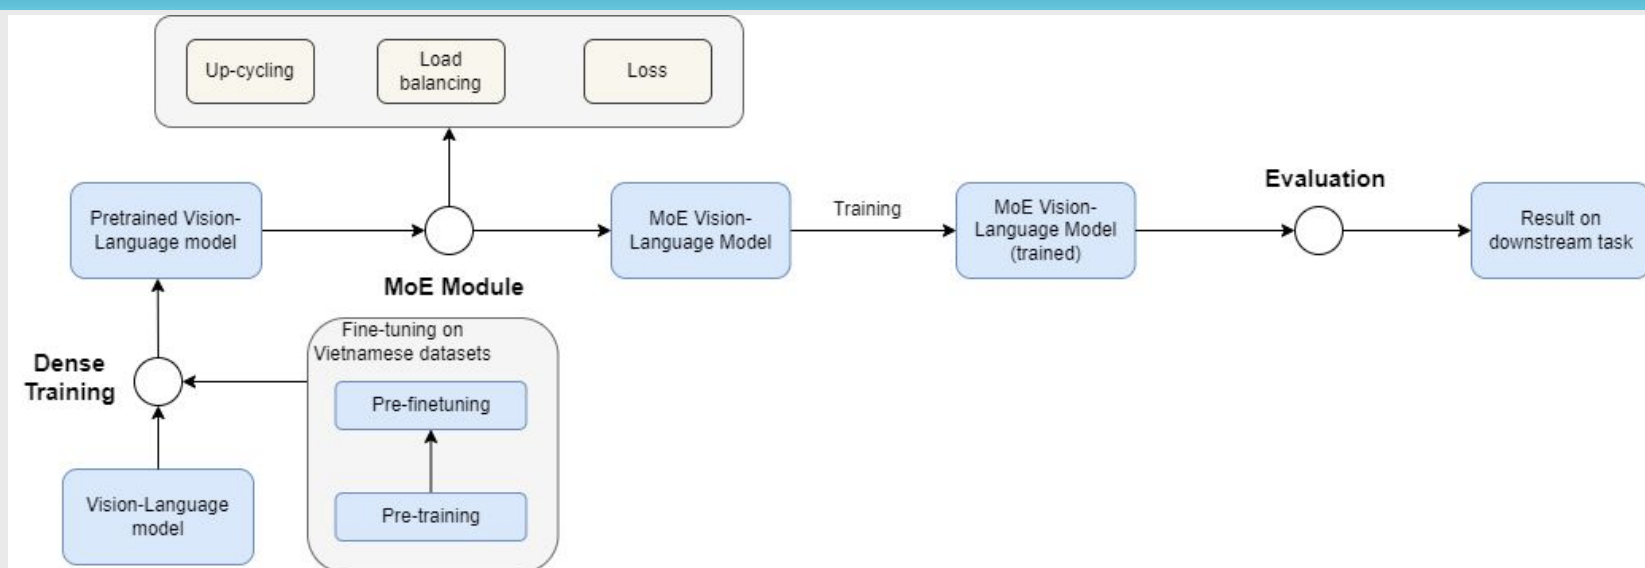 Up-cycling
Load
balancing
Loss
Pretrained Vision-
Language model
MoE Module
MoE Vision-
Language Model
Training
MoE Vision-
Language Model
(trained)
Evaluation
Result on
downstream task
Dense
Training
Fine-tuning on
Vietnamese datasets
Pre-finetuning
Pre-training
Vision-Language
model